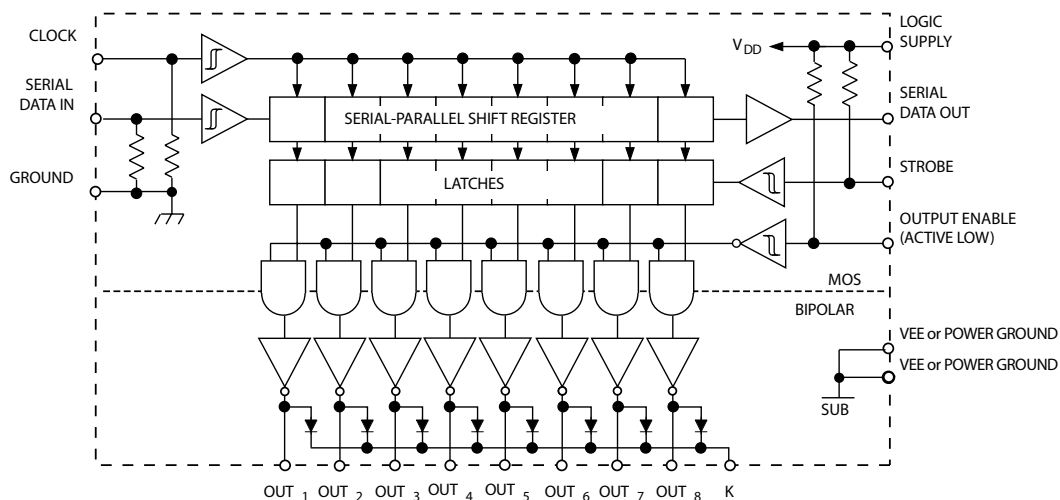 CLOCK
SERIAL
DATA IN
GROUND
V DD
LOGIC
SUPPLY
SERIAL-PARALLEL SHIFT REGISTER
SERIAL
DATA OUT
LATCHES
STROBE
OUTPUT ENABLE
(ACTIVE LOW)
MOS
BIPOLAR
VEE or POWER GROUND
VEE or POWER GROUND
SUB
OUT 1 OUT 2 OUT 3 OUT 4 OUT 5 OUT 6 OUT 7 OUT 8 K